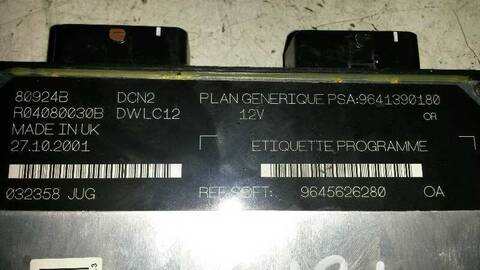 80924B DCN2 PLAN GENERIQUE PSA:9641390180
R04080030B DWLC12 12V OR
MADE IN UK
27.10.2001 ETIQUETTE PROGRAMME
032358 JUG REF SOFT: 9645626280 0A